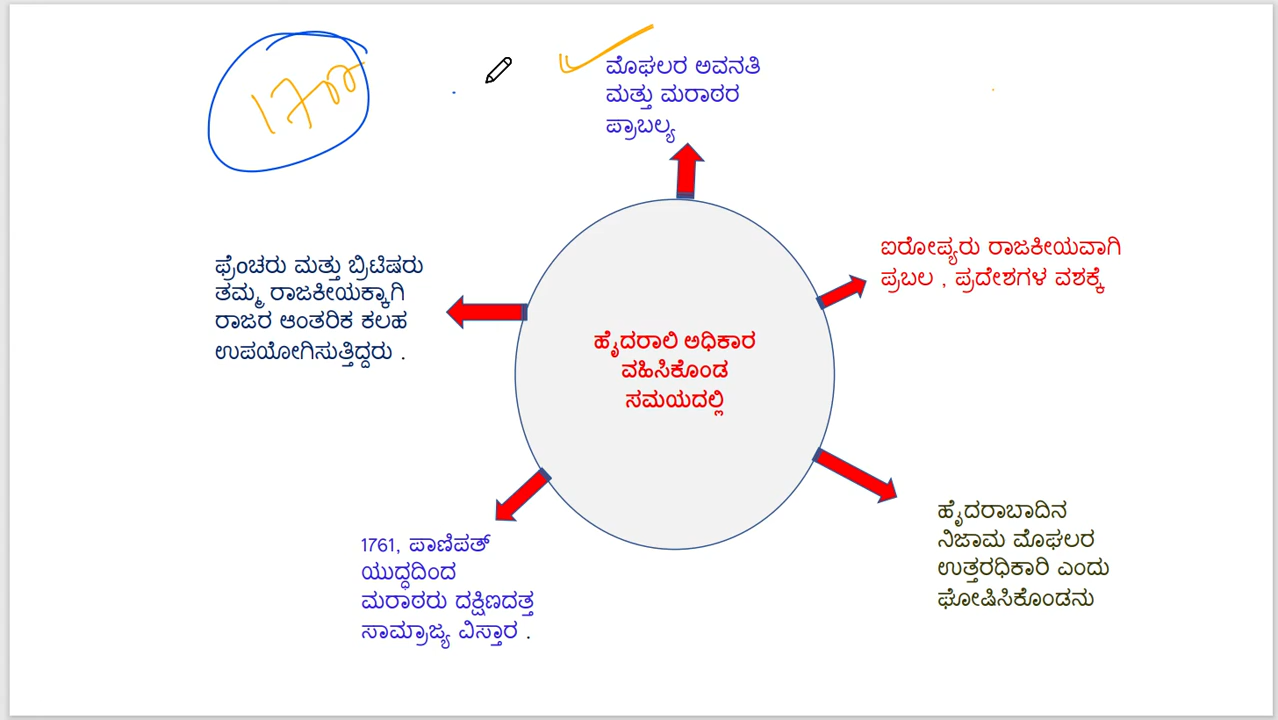 1700
ಮೊಘಲರ ಅವನತಿ
ಮತ್ತು ಮರಾಠರ
ಪ್ರಾಬಲ್ಯ
ಐರೋಪ್ಯರು ರಾಜಕೀಯವಾಗಿ
ಪ್ರಬಲ , ಪ್ರದೇಶಗಳ ವಶಕ್ಕೆ
ಫ್ರೆಂಚರು ಮತ್ತು ಬ್ರಿಟಿಷರು
ತಮ್ಮ ರಾಜಕೀಯಕ್ಕಾಗಿ
ರಾಜರ ಆಂತರಿಕ ಕಲಹ
ಉಪಯೋಗಿಸುತ್ತಿದ್ದರು .
ಹೈದರಾಲಿ ಅಧಿಕಾರ
ವಹಿಸಿಕೊಂಡ
ಸಮಯದಲ್ಲಿ
ಹೈದರಾಬಾದಿನ
ನಿಜಾಮ ಮೊಘಲರ
ಉತ್ತರಧಿಕಾರಿ ಎಂದು
ಘೋಷಿಸಿಕೊಂಡನು
1761, ಪಾಣಿಪತ್
ಯುದ್ಧದಿಂದ
ಮರಾಠರು ದಕ್ಷಿಣದತ್ತ
ಸಾಮ್ರಾಜ್ಯ ವಿಸ್ತಾರ .